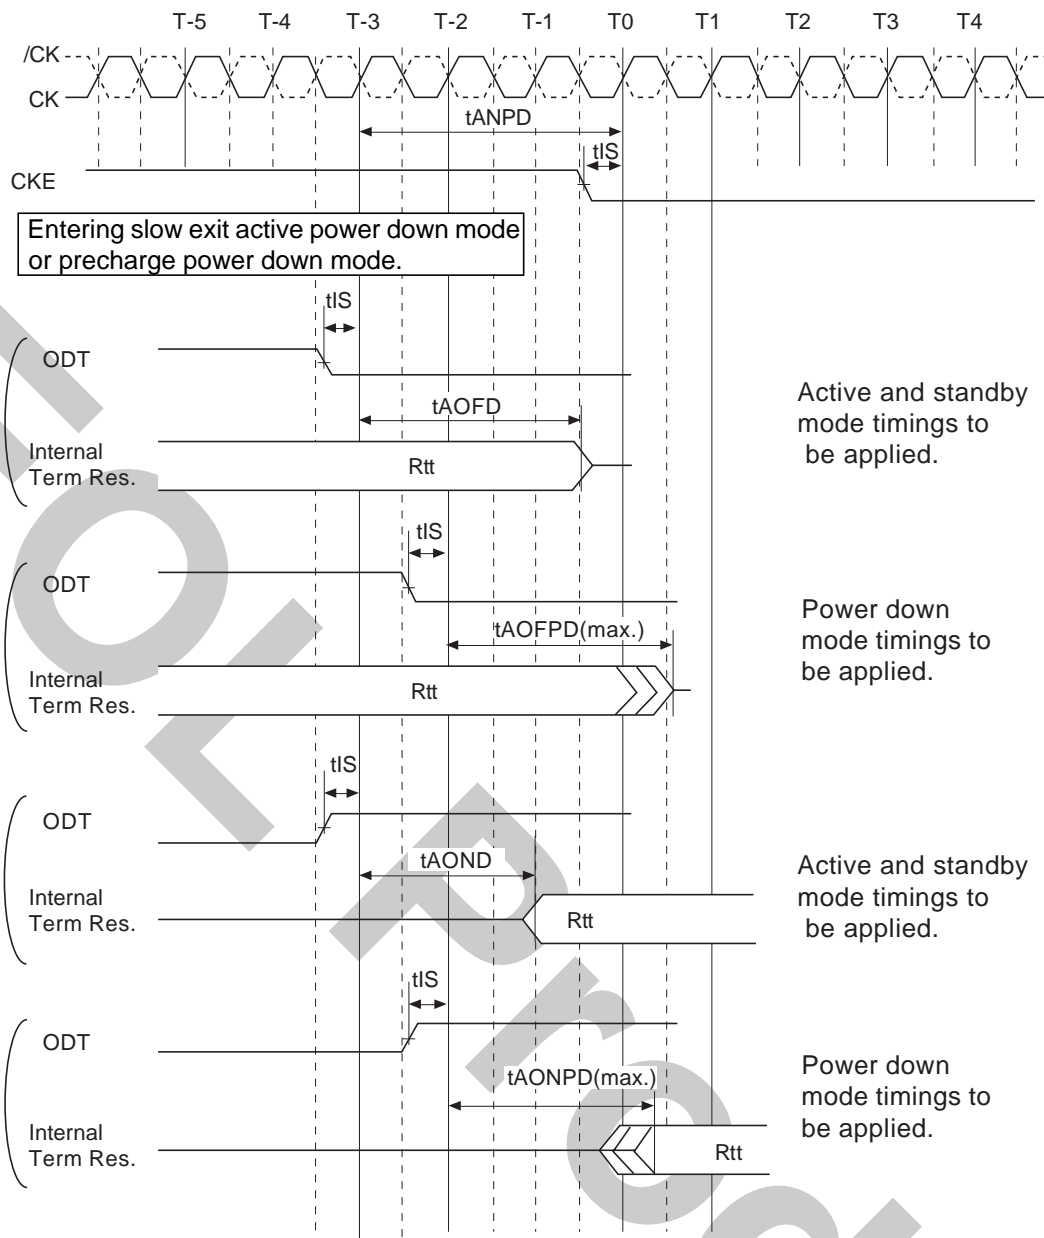 T-5 T-4 T-3 T-2 T-1 T0 T1 T2 T3 T4
/CK
CK
tANPD
tIS
CKE
Entering slow exit active power down mode
or precharge power down mode.
tIS
ODT
tAOFD
Internal
Term Res.
Rtt
Active and standby
mode timings to
be applied.
tIS
ODT
tAOFPD(max.)
Internal
Term Res.
Rtt
Power down
mode timings to
be applied.
tIS
ODT
tAOND
Internal
Term Res.
Rtt
Active and standby
mode timings to
be applied.
tIS
ODT
tAONPD(max.)
Internal
Term Res.
Rtt
Power down
mode timings to
be applied.